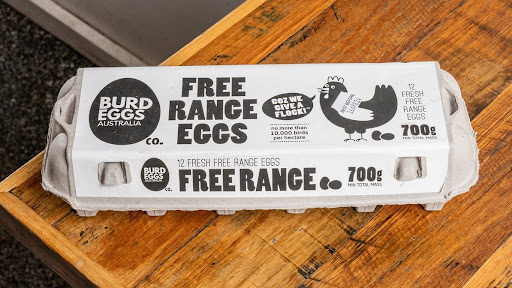 BURD
EGGS
AUSTRALIA
CO.
FREE
RANGE
EGGS
COZ WE
GIVE A
FLOCK!
no more than
10,000 birds
per hectare
12
FRESH
FREE
RANGE
EGGS
700g
MIN TOTAL MASS
BURD
EGGS
AUSTRALIA
CO.
12 FRESH FREE RANGE EGGS
FREE RANGE
700g
MIN TOTAL MASS